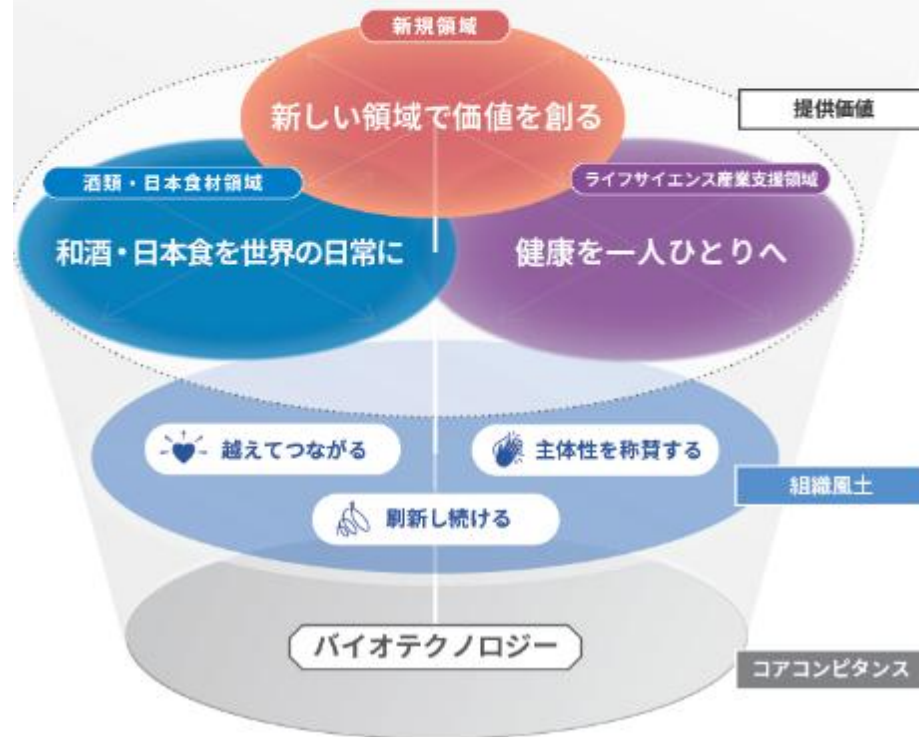 新規領域
新しい領域で価値を創る
提供価値
酒類・日本食材領域
ライフサイエンス産業支援領域
和酒・日本食を世界の日常に
健康を一人ひとりへ
越えてつながる
主体性を称賛する
刷新し続ける
組織風土
バイオテクノロジー
コアコンピタンス